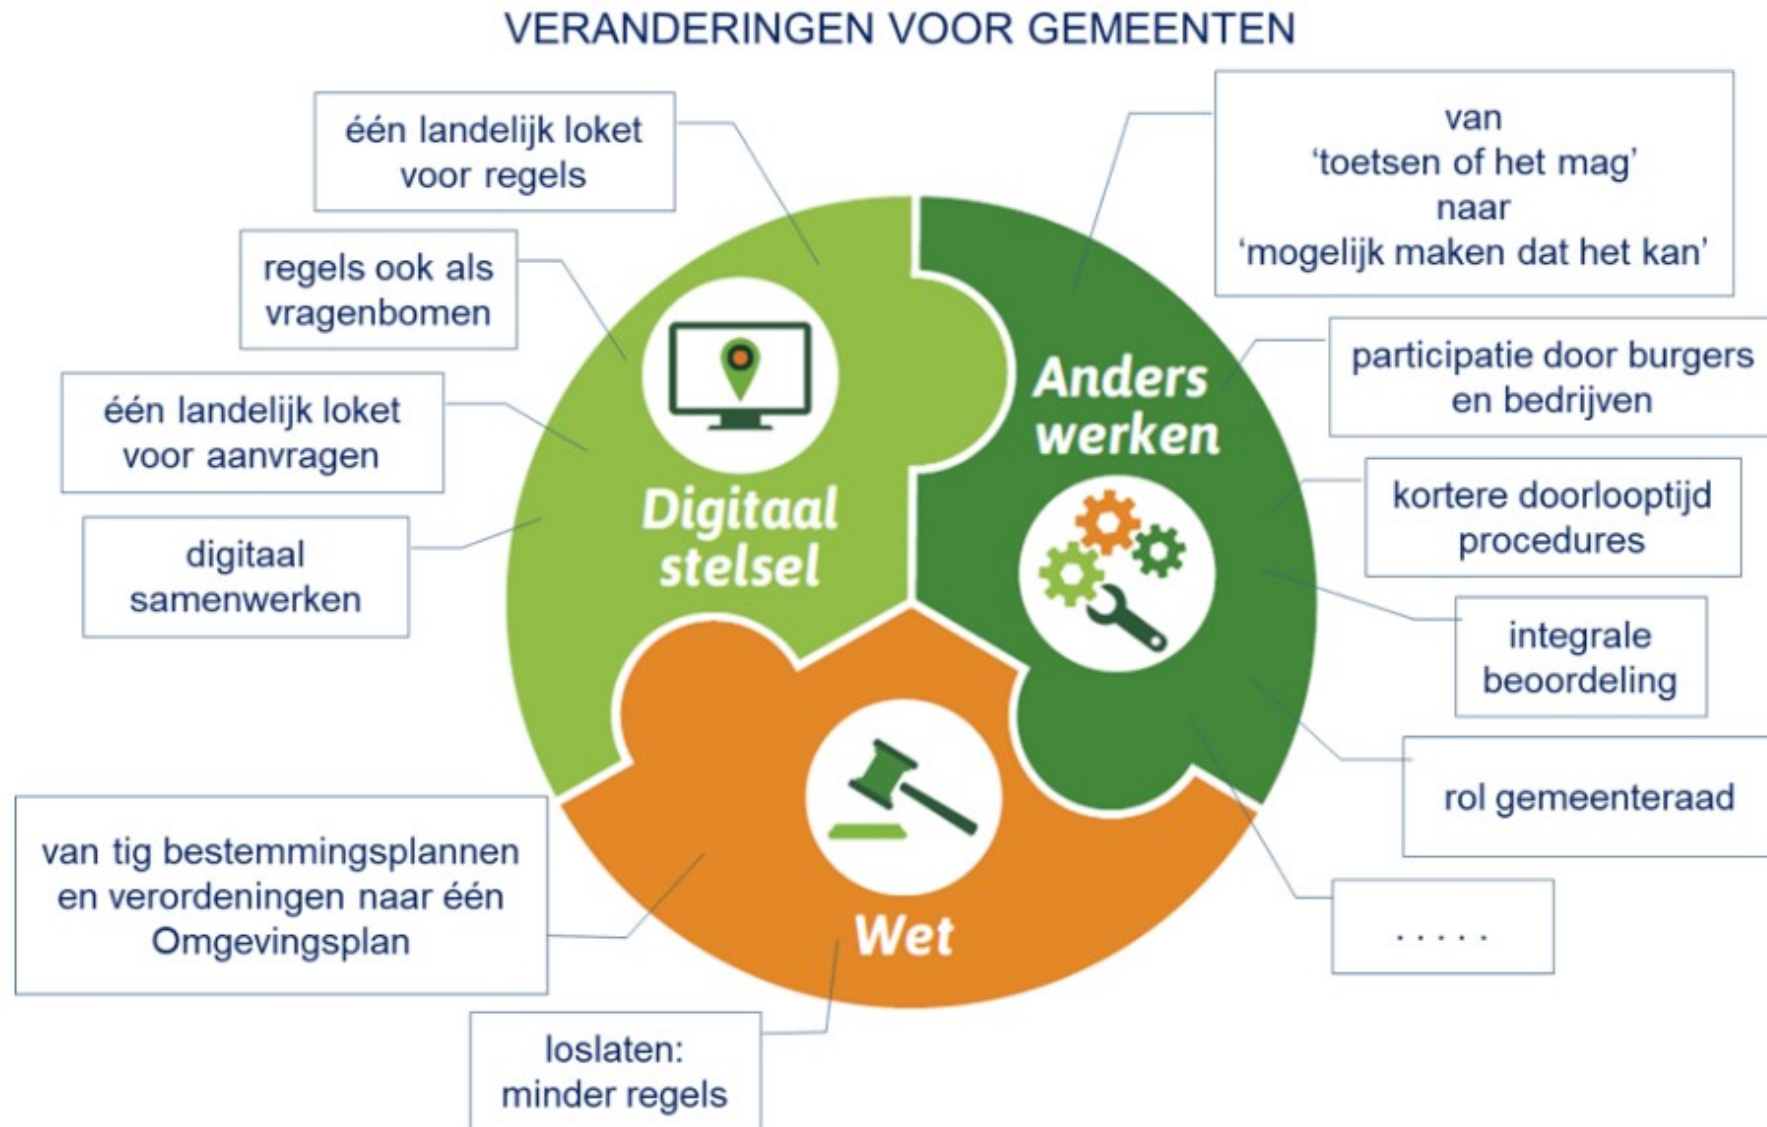 VERANDERINGEN VOOR GEMEENTEN
één landelijk loket
voor regels
regels ook als
vragenbomen
één landelijk loket
voor aanvragen
digitaal
samenwerken
Digitaal
stelsel
van
‘toetsen of het mag’
naar
‘mogelijk maken dat het kan’
participatie door burgers
en bedrijven
kortere doorlooptijd
procedures
integrale
beoordeling
rol gemeenteraad
. . . . .
Anders
werken
van tig bestemmingsplannen
en verordeningen naar één
Omgevingsplan
loslaten:
minder regels
Wet